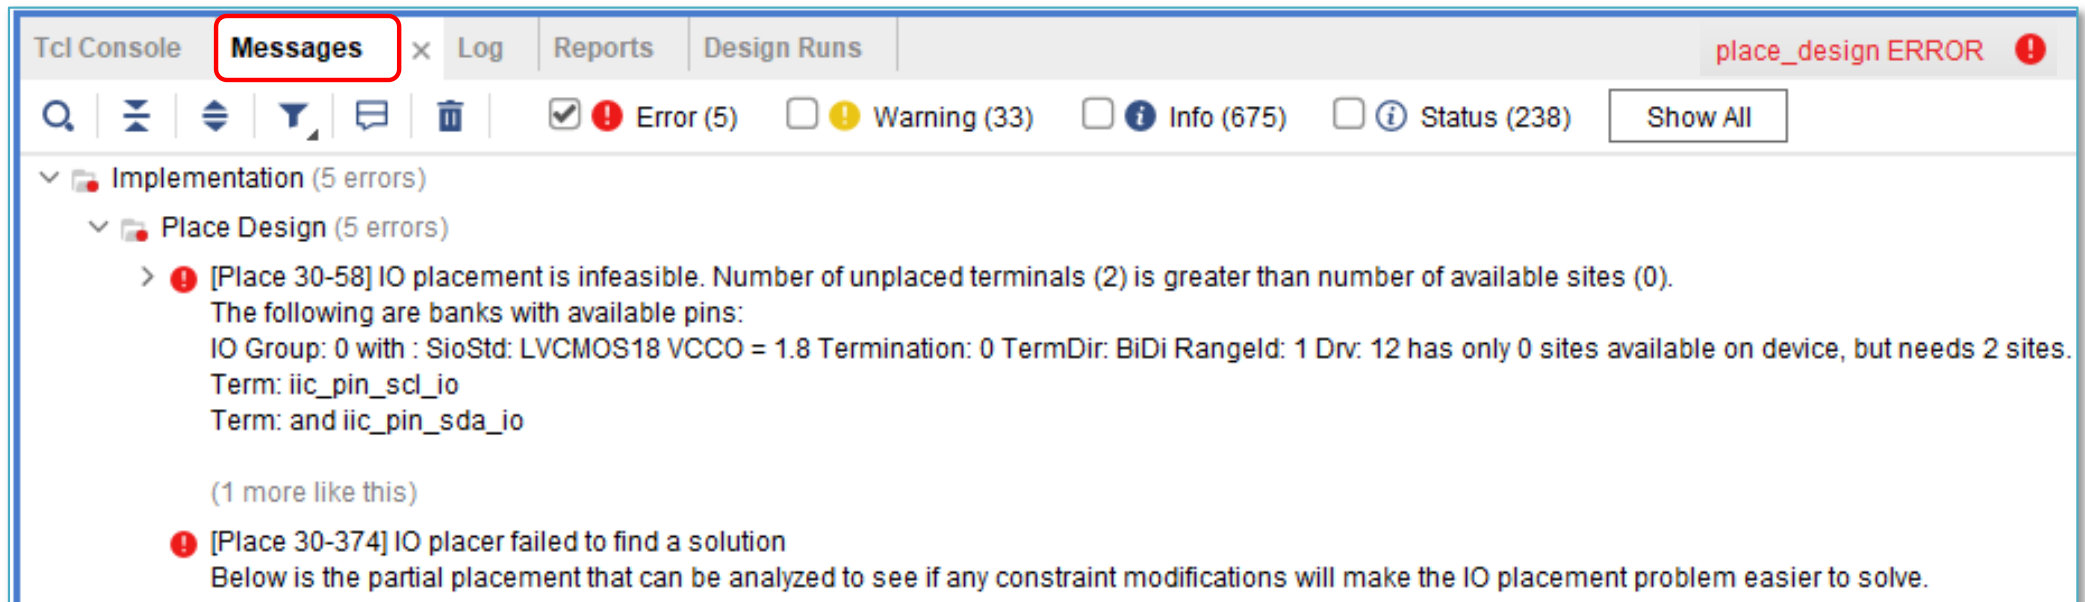 Tcl Console Messages × Log Reports Design Runs place_design ERROR
Error (5) Warning (33) Info (675) Status (238) Show All
Implementation (5 errors)
Place Design (5 errors)
[Place 30-58] IO placement is infeasible. Number of unplaced terminals (2) is greater than number of available sites (0).
The following are banks with available pins:
IO Group: 0 with : SioStd: LVCMOS18 VCCO = 1.8 Termination: 0 TermDir: BiDi RangeId: 1 Drv: 12 has only 0 sites available on device, but needs 2 sites.
Term: iic_pin_scl_io
Term: and iic_pin_sda_io
(1 more like this)
[Place 30-374] IO placer failed to find a solution
Below is the partial placement that can be analyzed to see if any constraint modifications will make the IO placement problem easier to solve.